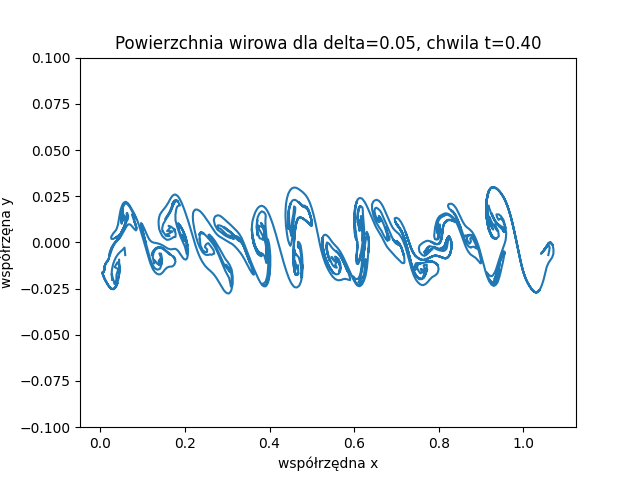 Powierzchnia wirowa dla delta=0.05, chwila t=0.40
0.100
0.075
0.050
0.025
0.000
−0.025
−0.050
−0.075
−0.100
współrzęna y
0.0 0.2 0.4 0.6 0.8 1.0
współrzędna x